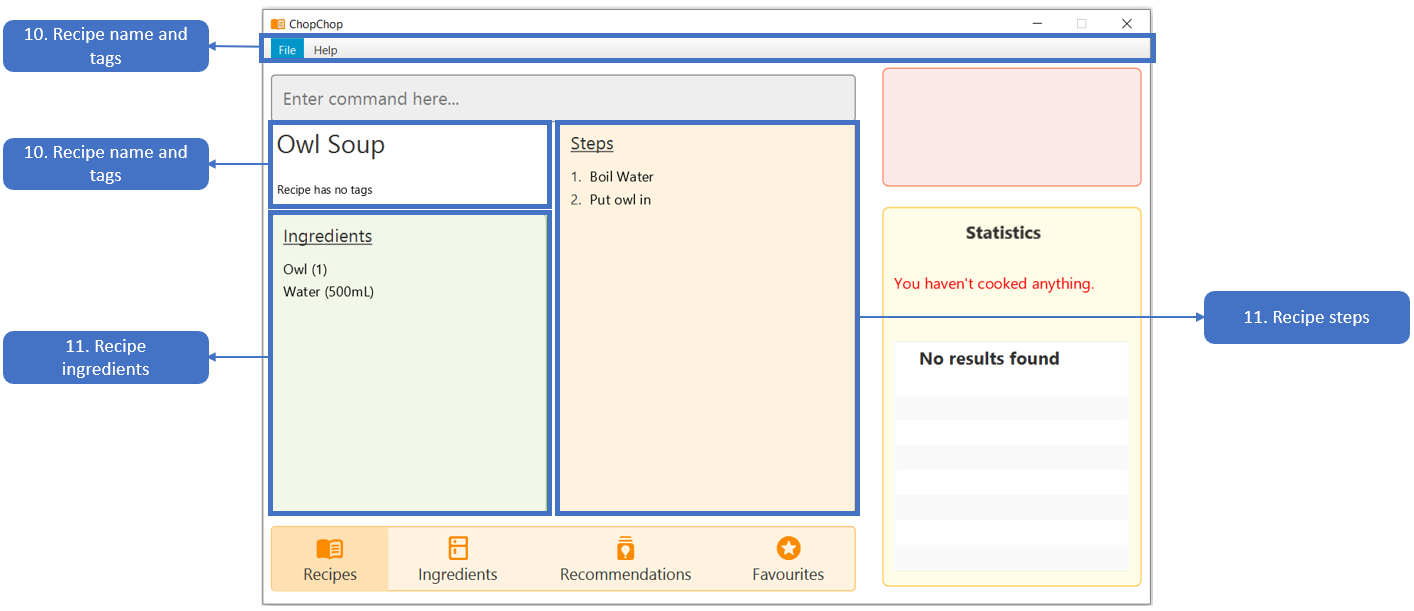 10. Recipe name and
tags
10. Recipe name and
tags
11. Recipe
ingredients
ChopChop
File Help
Enter command here...
Owl Soup
Recipe has no tags
Ingredients
Owl (1)
Water (500mL)
Steps
1. Boil Water
2. Put owl in
Statistics
You haven't cooked anything.
No results found
Recipes Ingredients Recommendations Favourites
11. Recipe steps